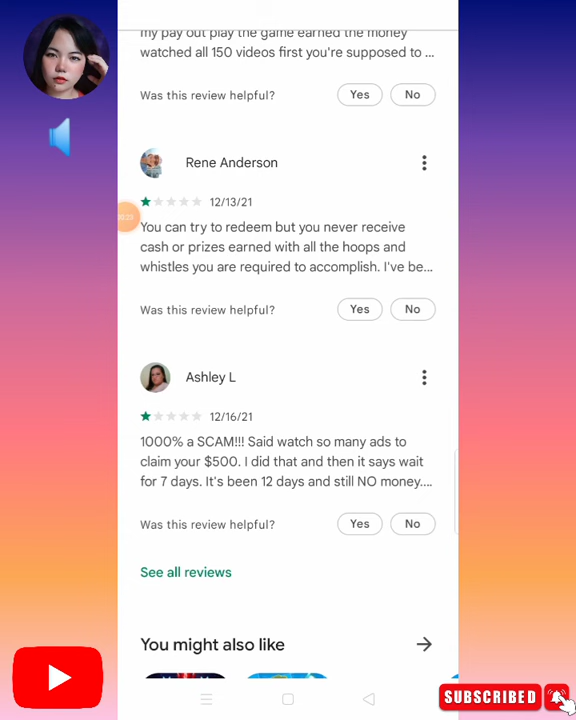 my pay out play the game earned the money
watched all 150 videos first you're supposed to ...
Was this review helpful? Yes No
Rene Anderson
12/13/21
You can try to redeem but you never receive
cash or prizes earned with all the hoops and
whistles you are required to accomplish. I've be...
Was this review helpful? Yes No
Ashley L
12/16/21
1000% a SCAM!!! Said watch so many ads to
claim your $500. I did that and then it says wait
for 7 days. It's been 12 days and still NO money....
Was this review helpful? Yes No
See all reviews
You might also like
SUBSCRIBED